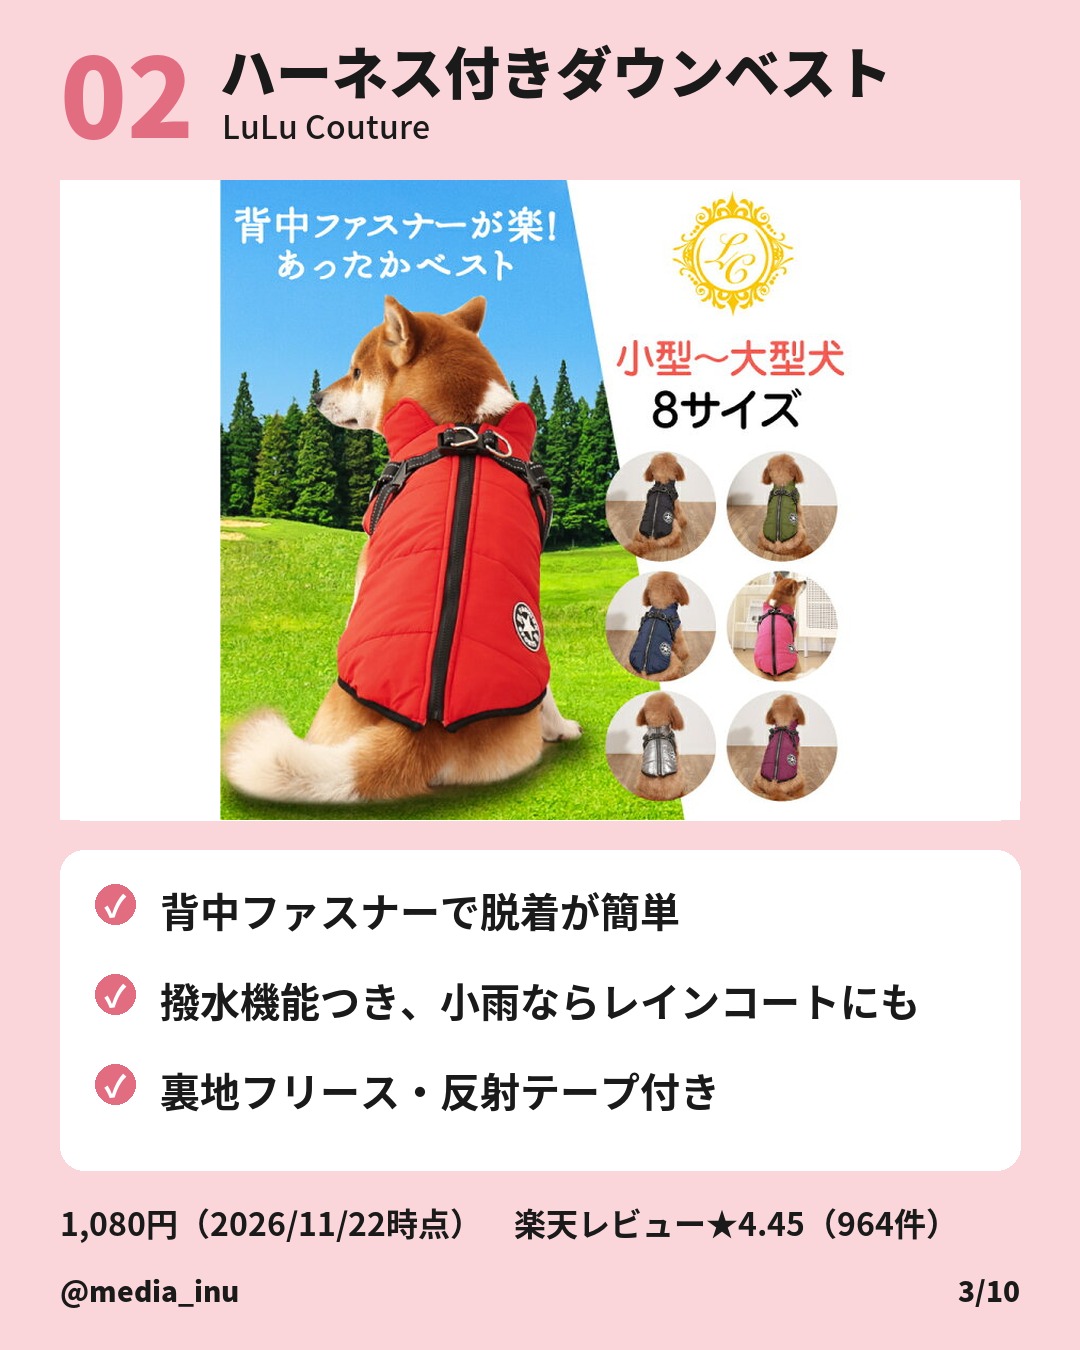 02
ハーネス付きダウンベスト
LuLu Couture
背中ファスナーが楽!
あったかベスト
LC
小型〜大型犬
8サイズ
背中ファスナーで脱着が簡単
撥水機能つき、小雨ならレインコートにも
裏地フリース・反射テープ付き
1,080円（2026/11/22時点）　楽天レビュー★4.45（964件）
@media_inu
3/10